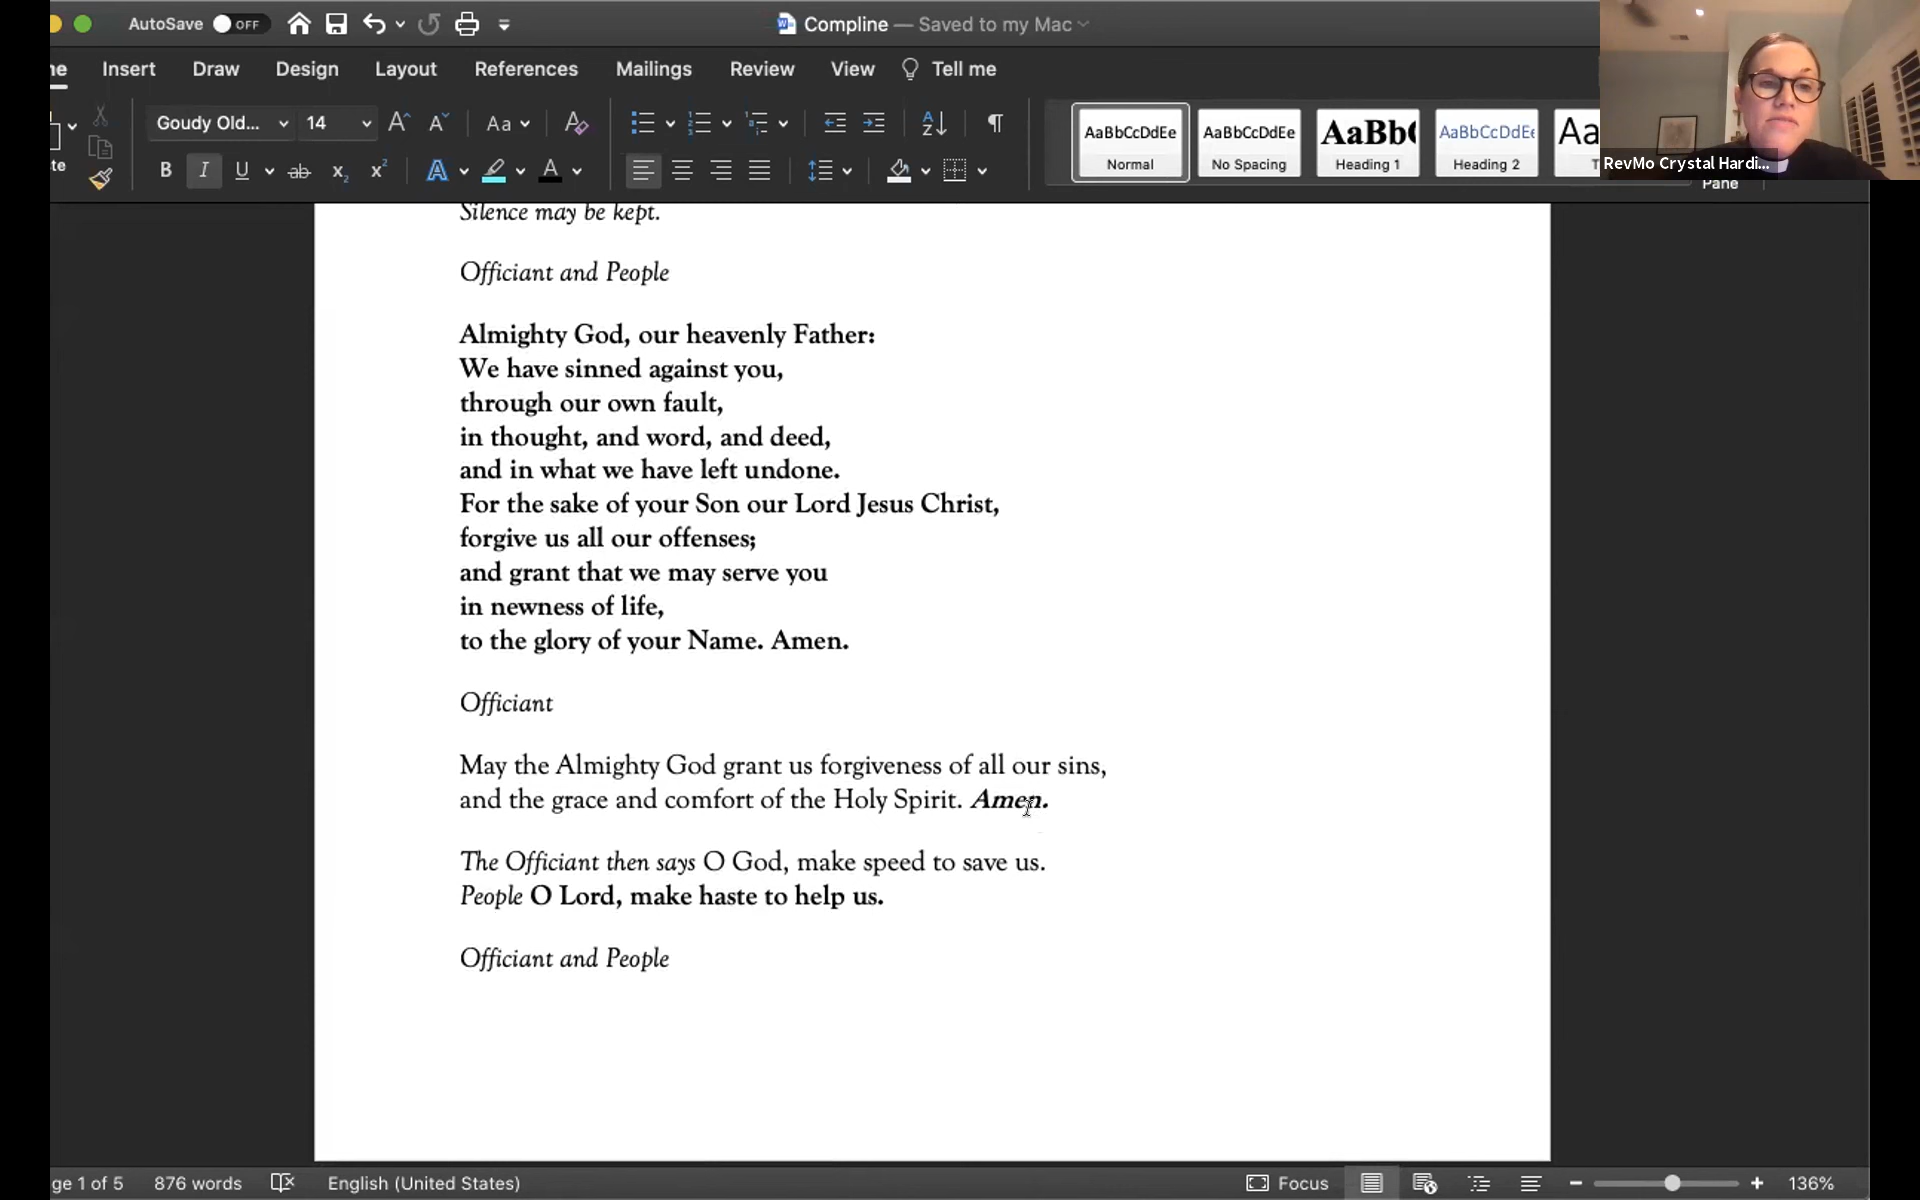 AutoSave OFF
Compline — Saved to my Mac
Insert Draw Design Layout References Mailings Review View Tell me
Goudy Old... 14 Aa
AaBbCcDdEe AaBbCcDdEe AaBb AaBbCcDdEe Aa
Normal No Spacing Heading 1 Heading 2
B I U ab x2 x2 A A
Pane
RevMo Crystal Hardi...
Silence may be kept.
Officiant and People
Almighty God, our heavenly Father:
We have sinned against you,
through our own fault,
in thought, and word, and deed,
and in what we have left undone.
For the sake of your Son our Lord Jesus Christ,
forgive us all our offenses;
and grant that we may serve you
in newness of life,
to the glory of your Name. Amen.
Officiant
May the Almighty God grant us forgiveness of all our sins,
and the grace and comfort of the Holy Spirit. Amen.
The Officiant then says O God, make speed to save us.
People O Lord, make haste to help us.
Officiant and People
ge 1 of 5 876 words English (United States) Focus 136%